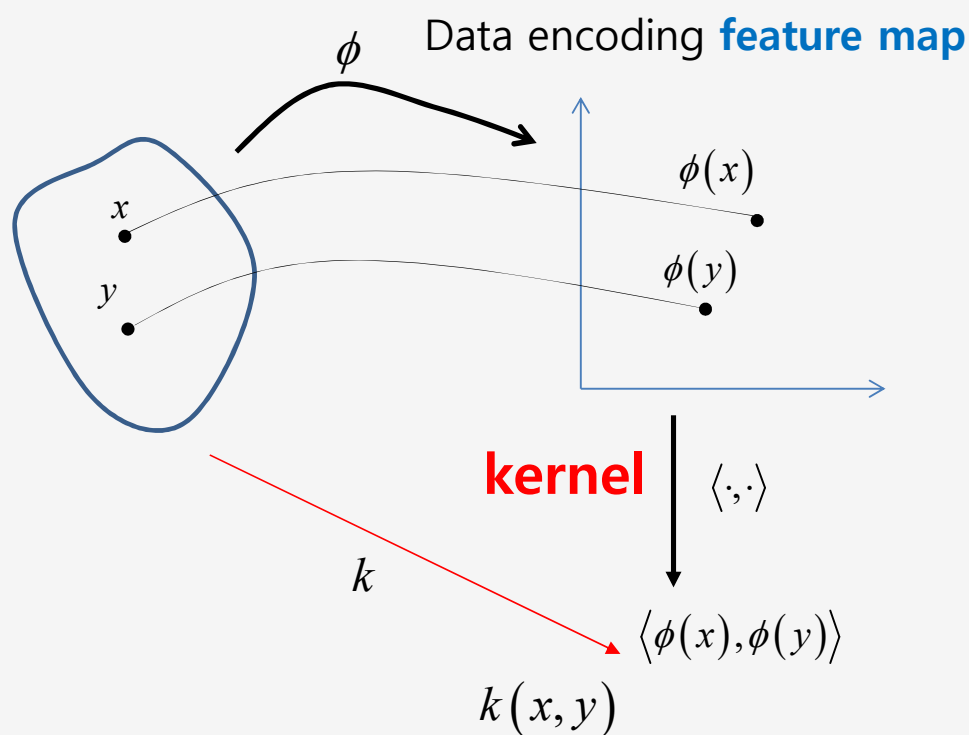 Data encoding feature map
ϕ
ϕ(x)
x
ϕ(y)
y
kernel
⟨·,·⟩
k
⟨ϕ(x),ϕ(y)⟩
k(x,y)